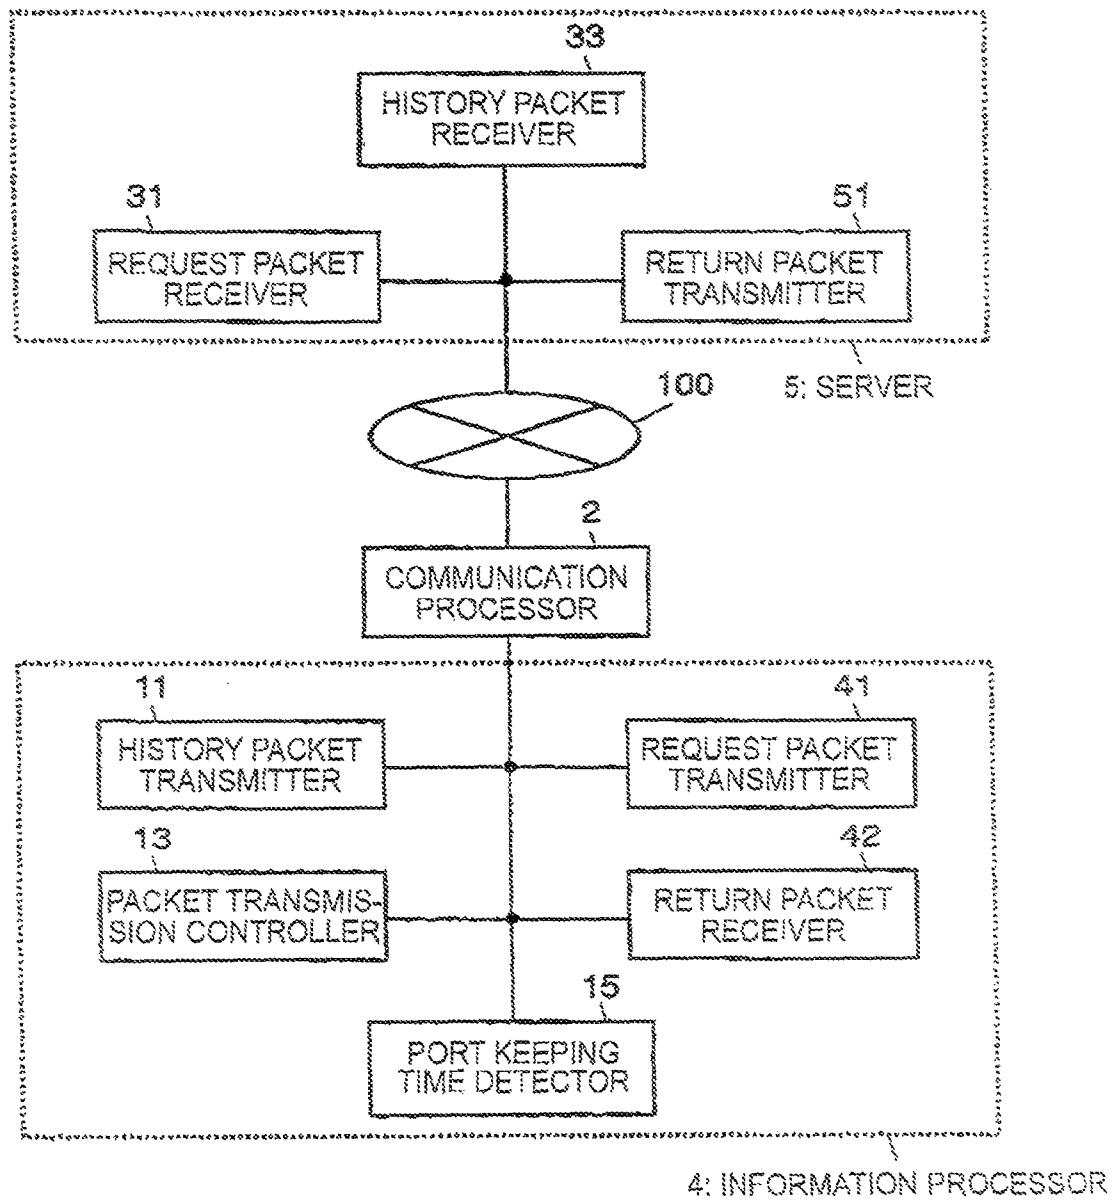 33
HISTORY PACKET
RECEIVER
31
REQUEST PACKET
RECEIVER
51
RETURN PACKET
TRANSMITTER
5; SERVER
100
2
COMMUNICATION
PROCESSOR
11
HISTORY PACKET
TRANSMITTER
41
REQUEST PACKET
TRANSMITTER
13
PACKET TRANSMIS-
SION CONTROLLER
42
RETURN PACKET
RECEIVER
15
PORT KEEPING
TIME DETECTOR
4; INFORMATION PROCESSOR